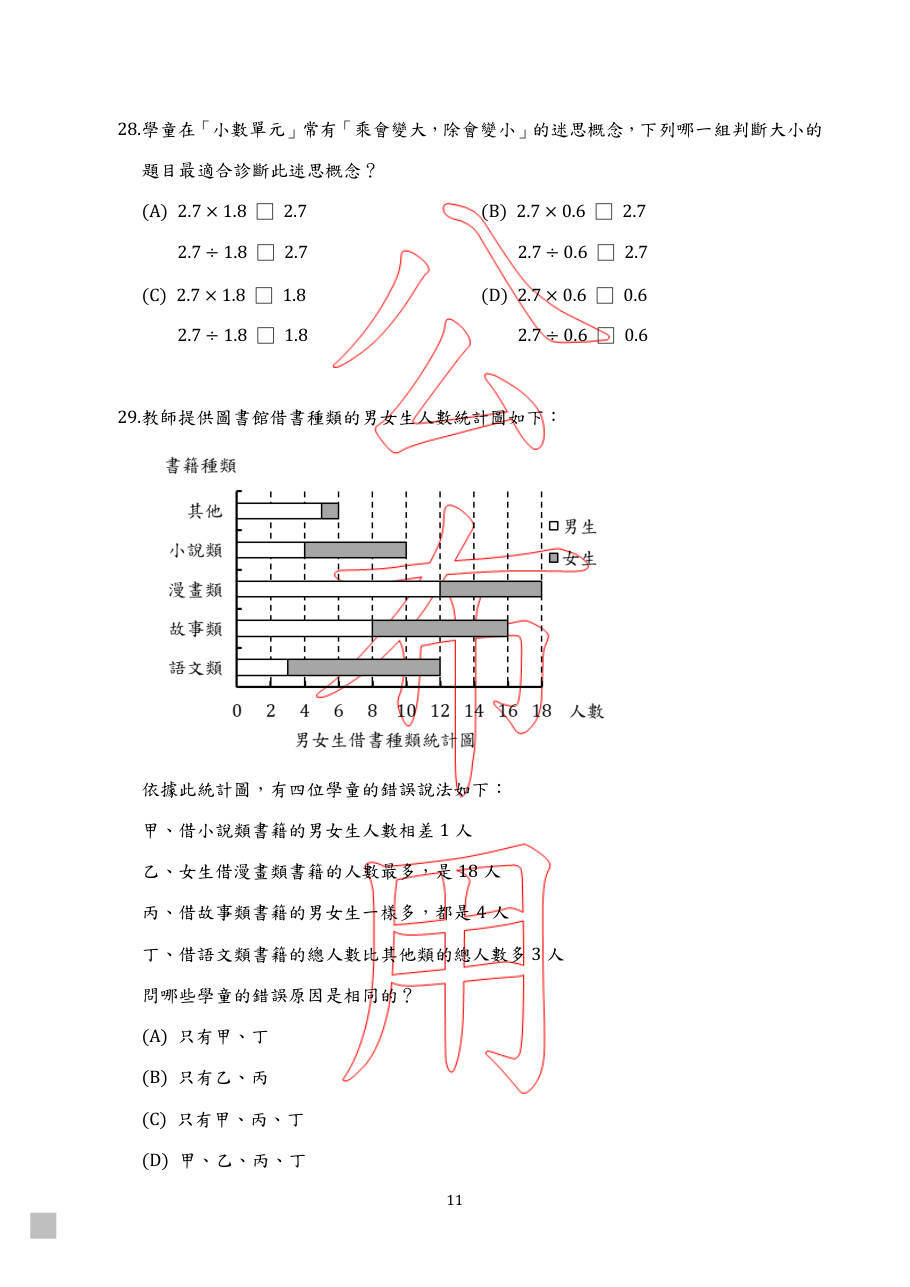 28.學童在「小數單元」常有「乘會變大，除會變小」的迷思概念，下列哪一組判斷大小的
題目最適合診斷此迷思概念？
(A) 2.7 × 1.8 □ 2.7
2.7 ÷ 1.8 □ 2.7
(B) 2.7 × 0.6 □ 2.7
2.7 ÷ 0.6 □ 2.7
(C) 2.7 × 1.8 □ 1.8
2.7 ÷ 1.8 □ 1.8
(D) 2.7 × 0.6 □ 0.6
2.7 ÷ 0.6 □ 0.6
29.教師提供圖書館借書種類的男女生人數統計圖如下：
書籍種類
其他
小說類
漫畫類
故事類
語文類
男生
女生
0 2 4 6 8 10 12 14 16 18 人數
男女生借書種類統計圖
依據此統計圖，有四位學童的錯誤說法如下：
甲、借小說類書籍的男女生人數相差 1 人
乙、女生借漫畫類書籍的人數最多，是 18 人
丙、借故事類書籍的男女生一樣多，都是 4 人
丁、借語文類書籍的總人數比其他類的總人數多 3 人
問哪些學童的錯誤原因是相同的？
(A) 只有甲、丁
(B) 只有乙、丙
(C) 只有甲、丙、丁
(D) 甲、乙、丙、丁
11
公
布
用